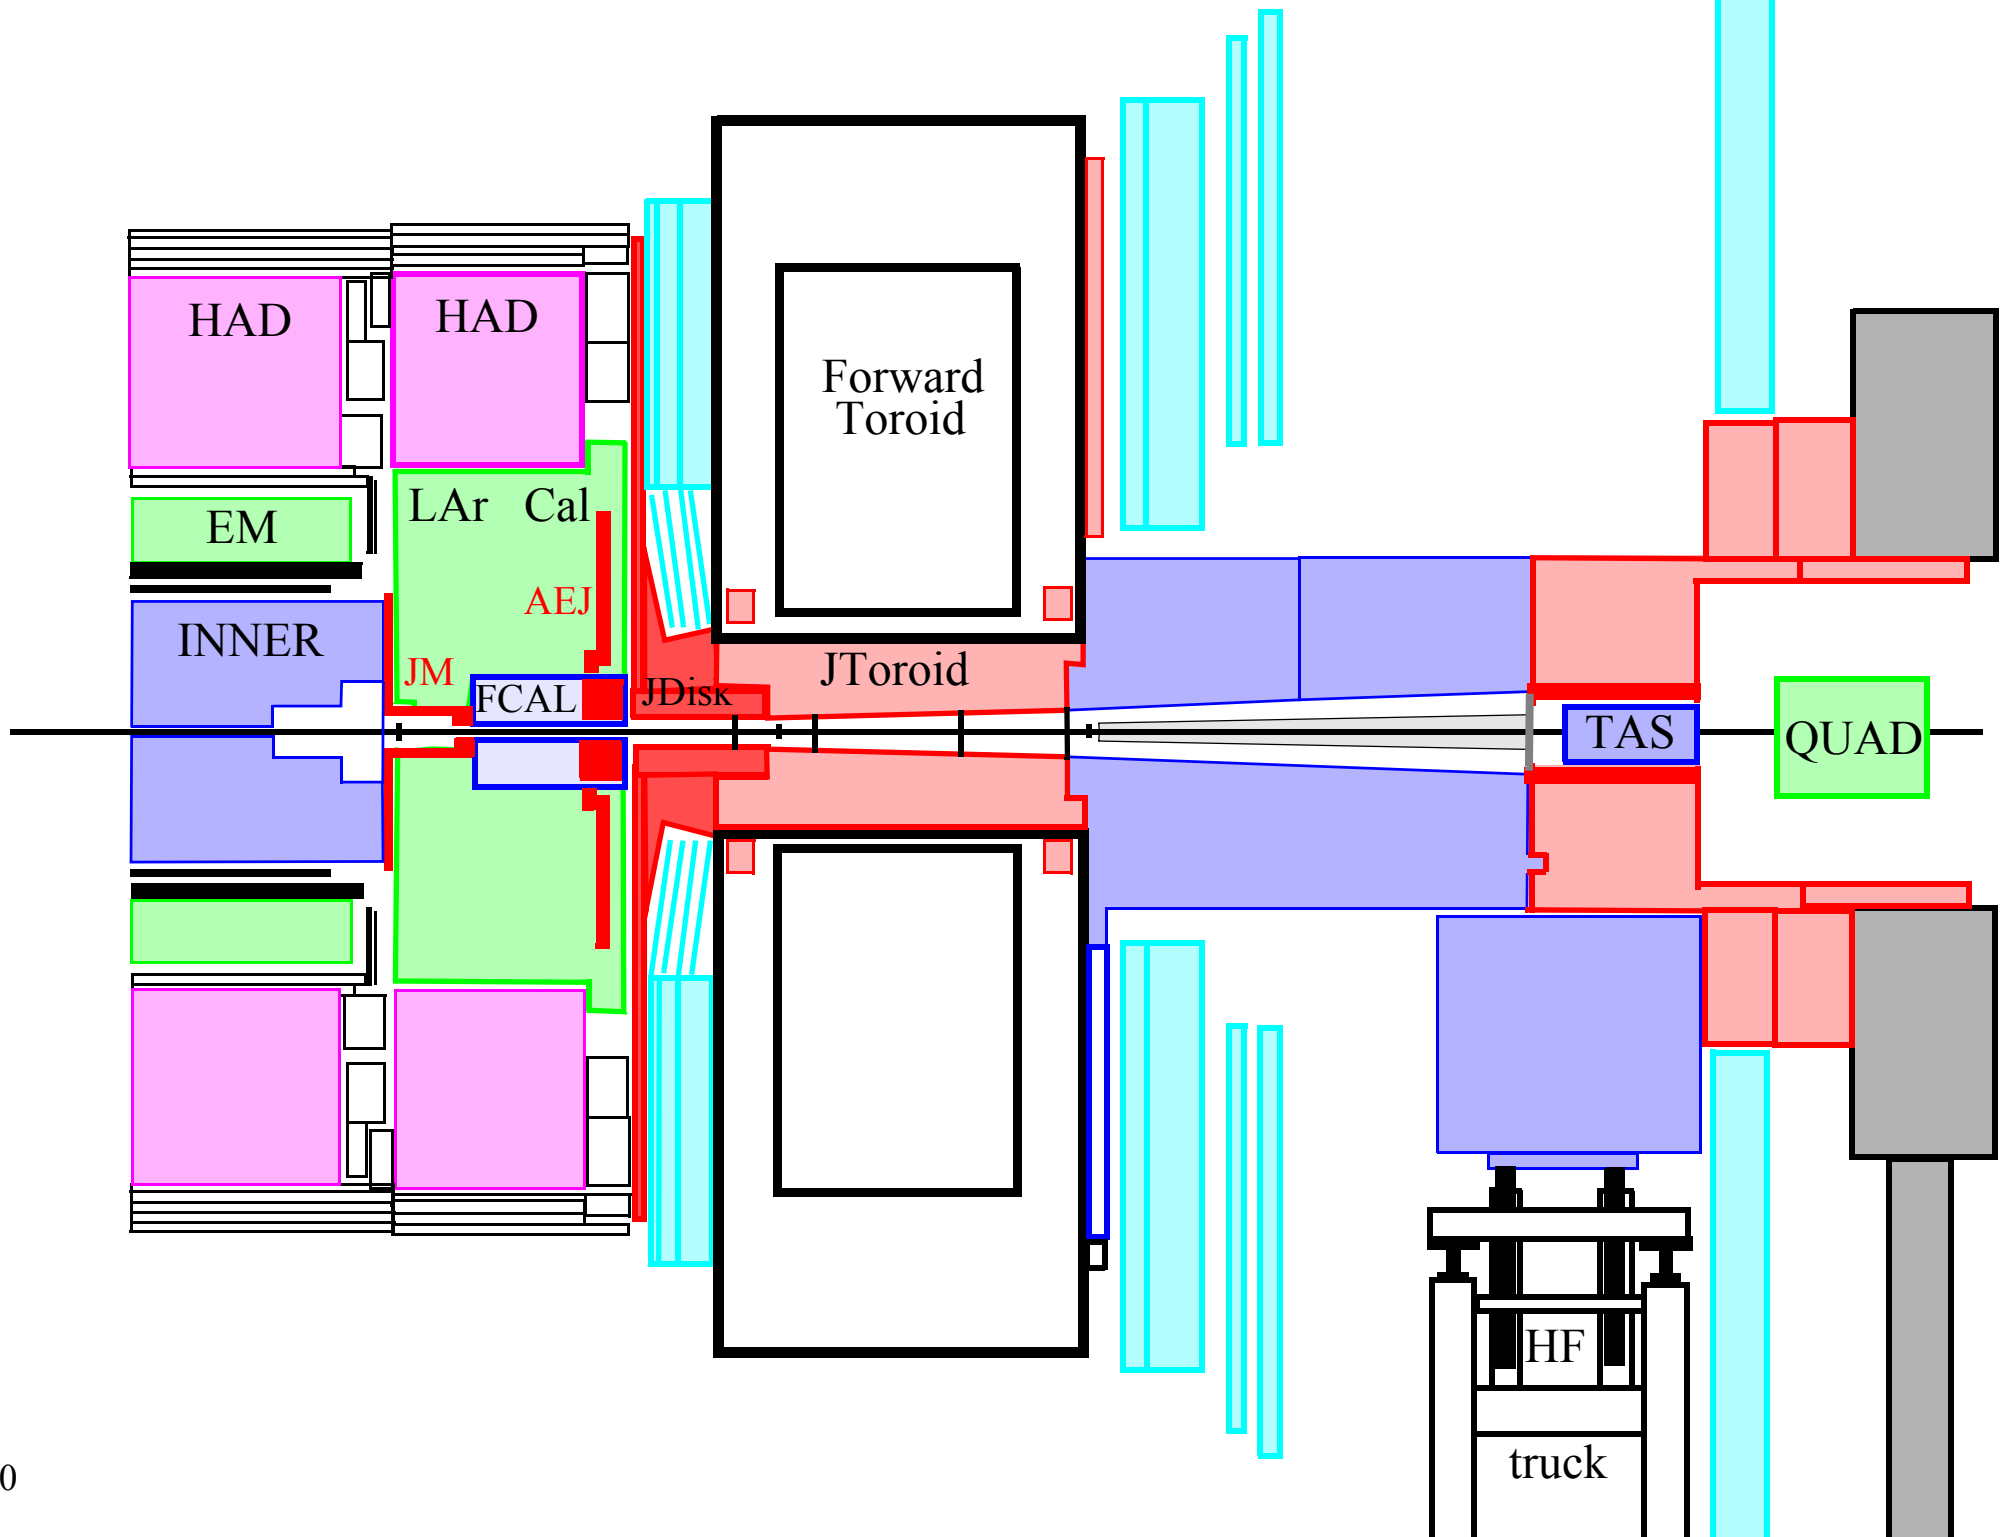 HAD
HAD
Forward
Toroid
LAr Cal
EM
AEJ
INNER
JM
JToroid
FCAL
JDisk
TAS
QUAD
HF
truck
0